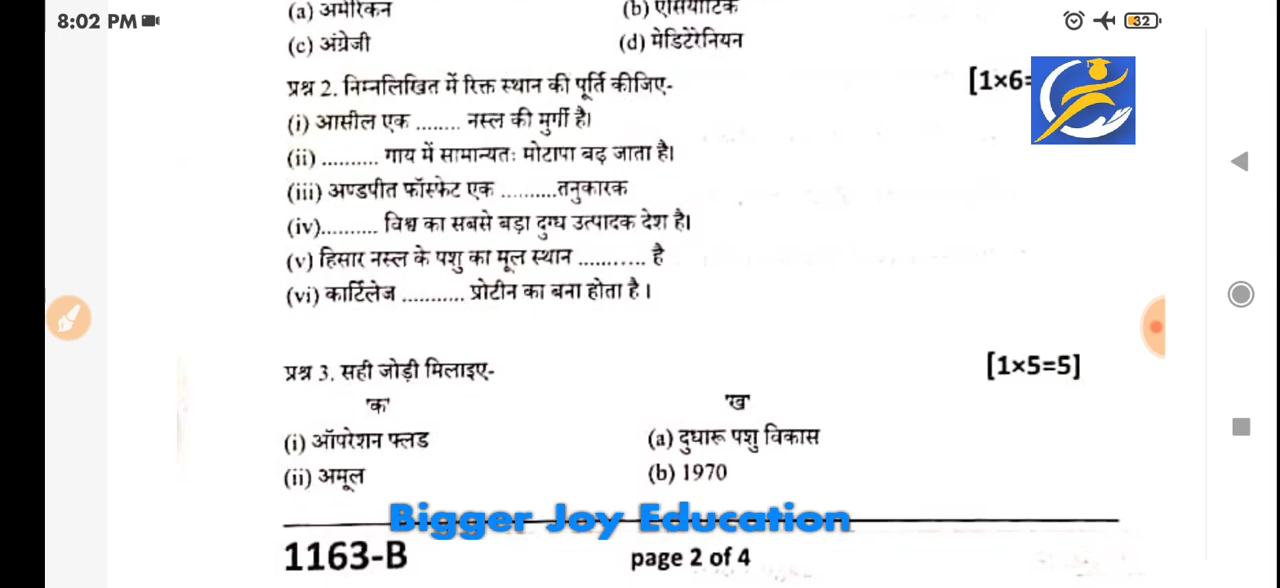 8:02 PM
32
(a) अमेरिकन (b) एसियाटिक
(c) अंग्रेजी (d) मेडिटेरेनियन
प्रश्न 2. निम्नलिखित में रिक्त स्थान की पूर्ति कीजिए- [1×6=
(i) आसील एक ........ नस्ल की मुर्गी है।
(ii) .......... गाय में सामान्यतः मोटापा बढ़ जाता है।
(iii) अण्डपीत फॉस्फेट एक ..........तनुकारक
(iv).......... विश्व का सबसे बड़ा दुग्ध उत्पादक देश है।
(v) हिसार नस्ल के पशु का मूल स्थान ........... है
(vi) कार्टिलेज ........... प्रोटीन का बना होता है ।
प्रश्न 3. सही जोड़ी मिलाइए- [1×5=5]
'क' 'ख'
(i) ऑपरेशन फ्लड (a) दुधारू पशु विकास
(ii) अमूल (b) 1970
Bigger Joy Education
1163-B page 2 of 4